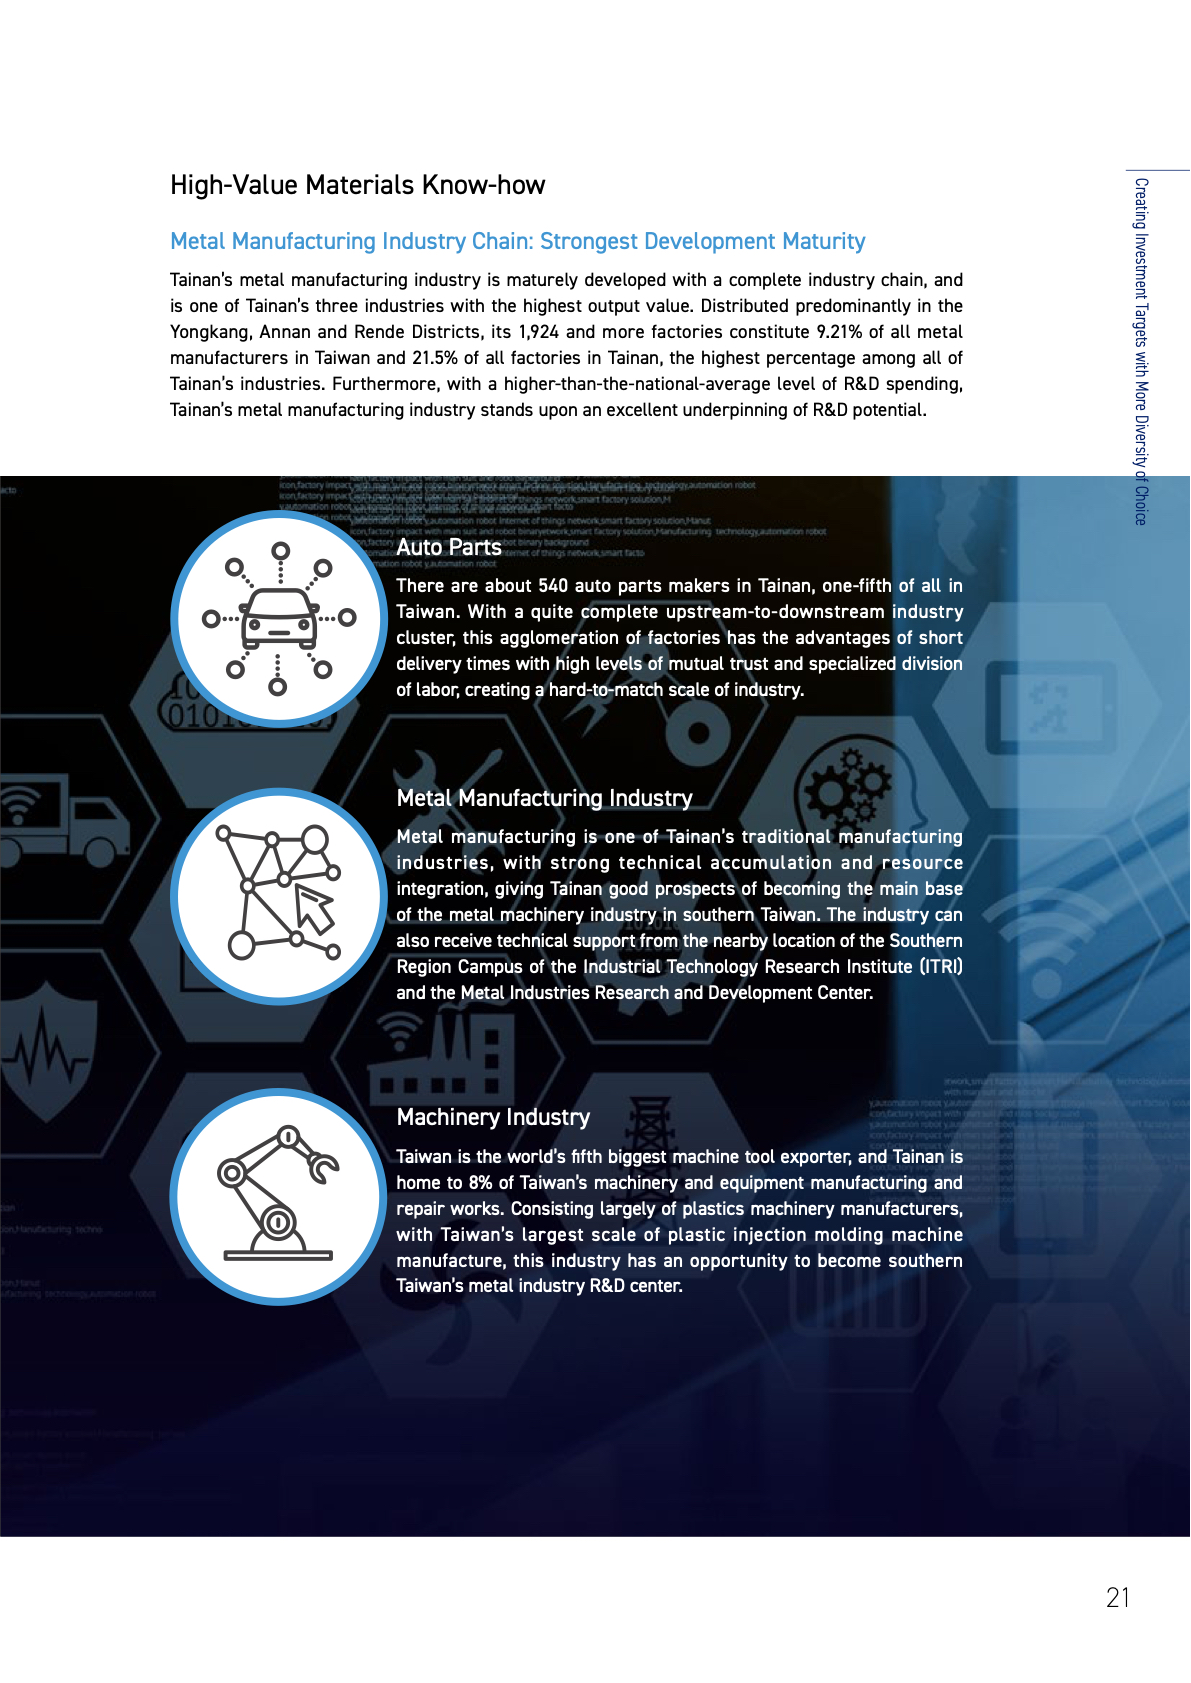 High-Value Materials Know-how
Metal Manufacturing Industry Chain: Strongest Development Maturity
Tainan's metal manufacturing industry is maturely developed with a complete industry chain, and
is one of Tainan's three industries with the highest output value. Distributed predominantly in the
Yongkang, Annan and Rende Districts, its 1,924 and more factories constitute 9.21% of all metal
manufacturers in Taiwan and 21.5% of all factories in Tainan, the highest percentage among all of
Tainan's industries. Furthermore, with a higher-than-the-national-average level of R&D spending,
Tainan's metal manufacturing industry stands upon an excellent underpinning of R&D potential.
Creating Investment Targets with More Diversity of Choice
Auto Parts
There are about 540 auto parts makers in Tainan, one-fifth of all in
Taiwan. With a quite complete upstream-to-downstream industry
cluster, this agglomeration of factories has the advantages of short
delivery times with high levels of mutual trust and specialized division
of labor, creating a hard-to-match scale of industry.
Metal Manufacturing Industry
Metal manufacturing is one of Tainan's traditional manufacturing
industries, with strong technical accumulation and resource
integration, giving Tainan good prospects of becoming the main base
of the metal machinery industry in southern Taiwan. The industry can
also receive technical support from the nearby location of the Southern
Region Campus of the Industrial Technology Research Institute (ITRI)
and the Metal Industries Research and Development Center.
Machinery Industry
Taiwan is the world's fifth biggest machine tool exporter, and Tainan is
home to 8% of Taiwan's machinery and equipment manufacturing and
repair works. Consisting largely of plastics machinery manufacturers,
with Taiwan's largest scale of plastic injection molding machine
manufacture, this industry has an opportunity to become southern
Taiwan's metal industry R&D center.
21